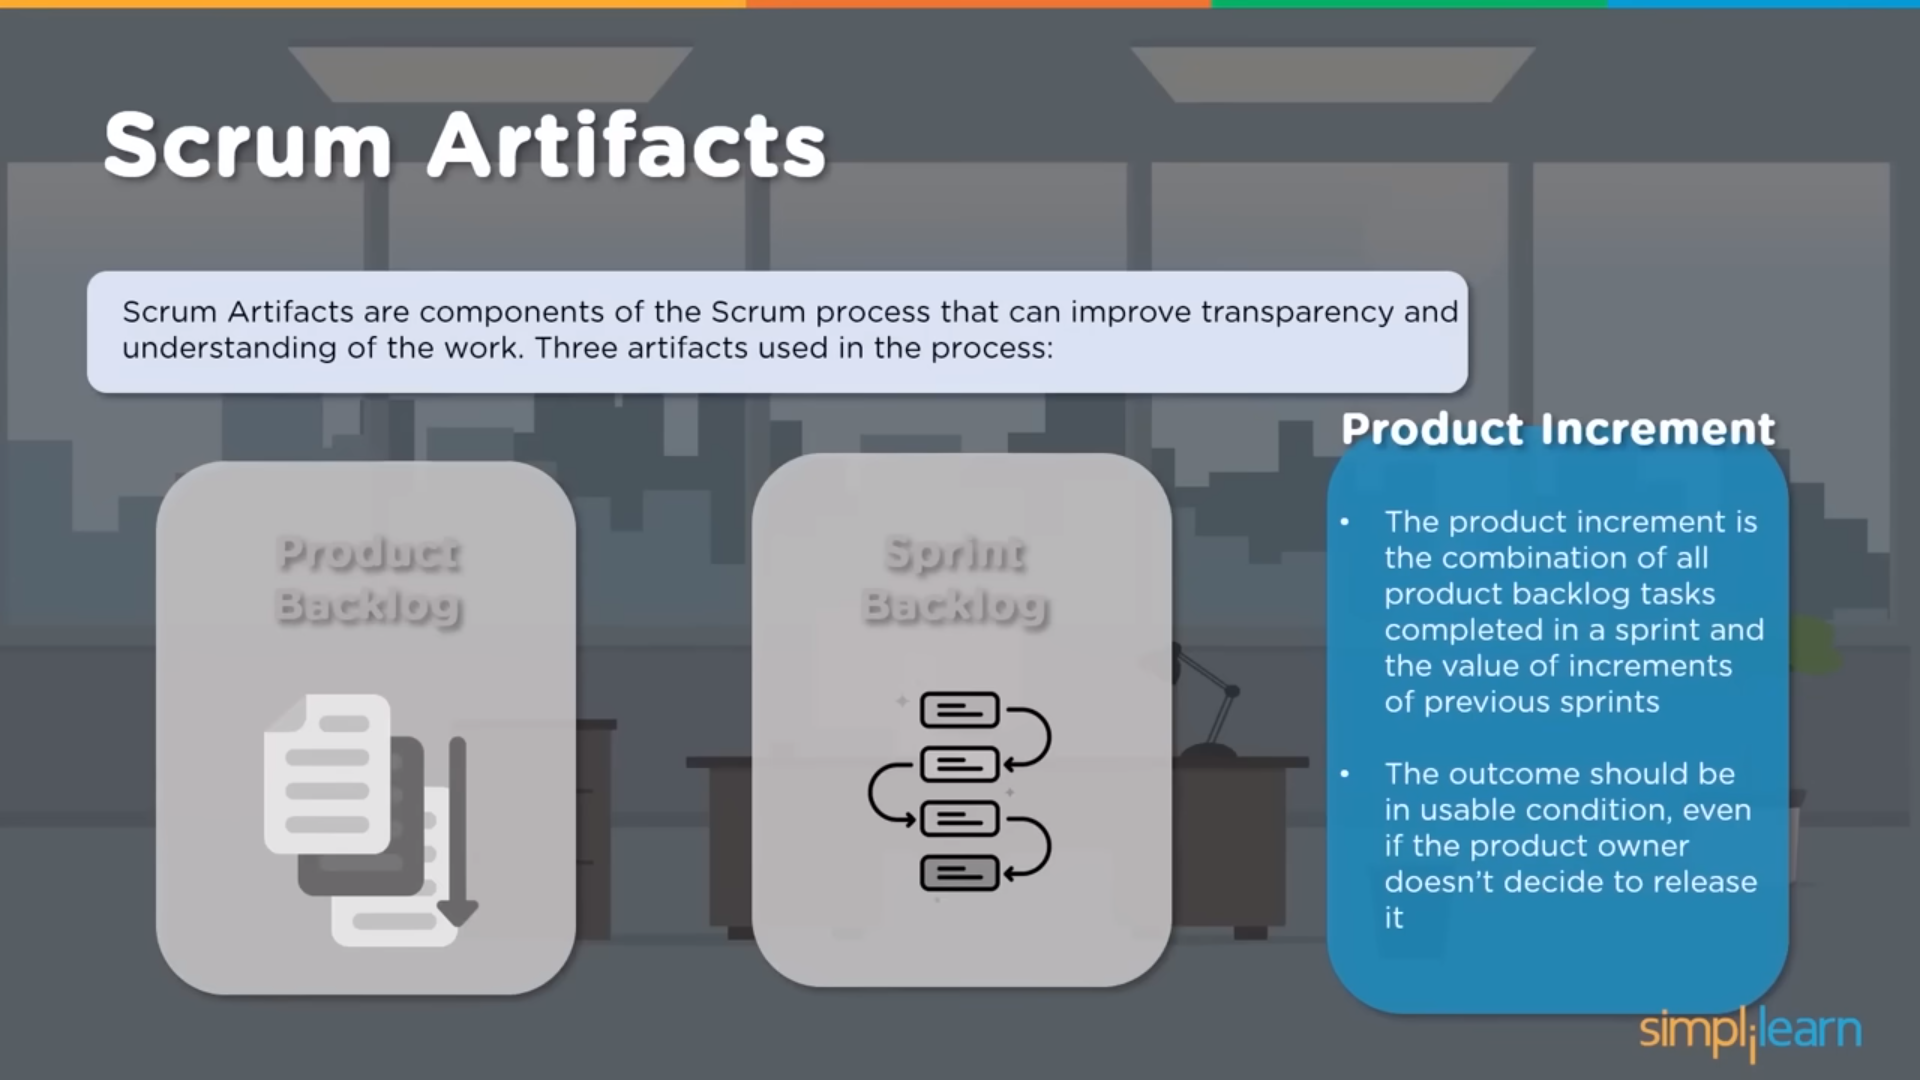 Scrum Artifacts
Scrum Artifacts are components of the Scrum process that can improve transparency and
understanding of the work. Three artifacts used in the process:
Product
Backlog
Sprint
Backlog
Product Increment
• The product increment is
the combination of all
product backlog tasks
completed in a sprint and
the value of increments
of previous sprints
• The outcome should be
in usable condition, even
if the product owner
doesn't decide to release
it
simplilearn